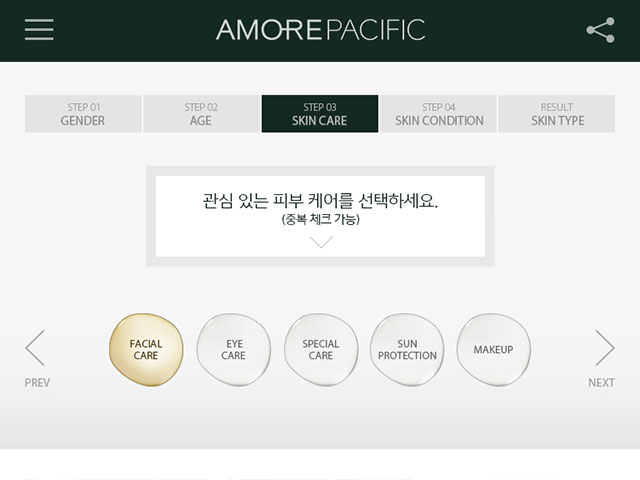 AMOREPACIFIC
STEP 01
GENDER
STEP 02
AGE
STEP 03
SKIN CARE
STEP 04
SKIN CONDITION
RESULT
SKIN TYPE
관심 있는 피부 케어를 선택하세요.
(중복 체크 가능)
FACIAL
CARE
EYE
CARE
SPECIAL
CARE
SUN
PROTECTION
MAKEUP
PREV
NEXT